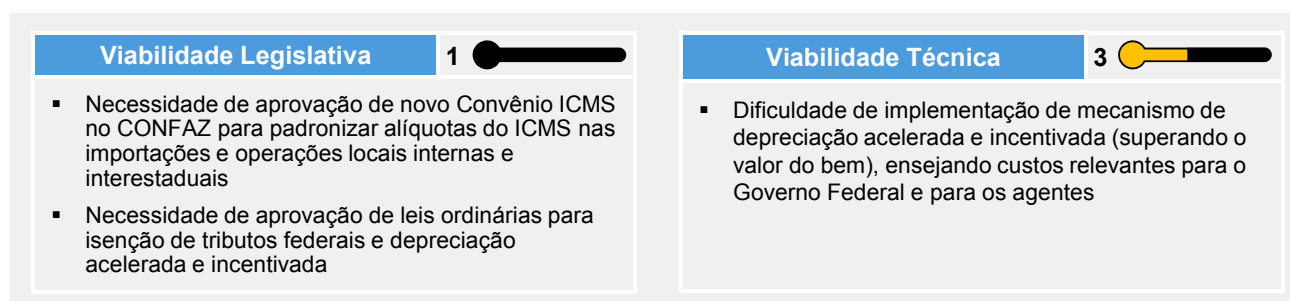 Viabilidade Legislativa
1
▪ Necessidade de aprovação de novo Convênio ICMS
no CONFAZ para padronizar alíquotas do ICMS nas
importações e operações locais internas e
interestaduais
▪ Necessidade de aprovação de leis ordinárias para
isenção de tributos federais e depreciação
acelerada e incentivada
Viabilidade Técnica
3
▪ Dificuldade de implementação de mecanismo de
depreciação acelerada e incentivada (superando o
valor do bem), ensejando custos relevantes para o
Governo Federal e para os agentes